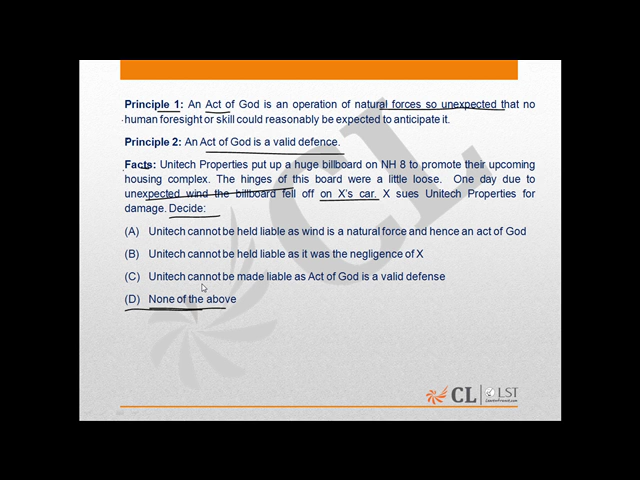 Principle 1: An Act of God is an operation of natural forces so unexpected that no
human foresight or skill could reasonably be expected to anticipate it.
Principle 2: An Act of God is a valid defence.
Facts: Unitech Properties put up a huge billboard on NH 8 to promote their upcoming
housing complex. The hinges of this board were a little loose. One day due to
unexpected wind the billboard fell off on X's car. X sues Unitech Properties for
damage. Decide:
(A) Unitech cannot be held liable as wind is a natural force and hence an act of God
(B) Unitech cannot be held liable as it was the negligence of X
(C) Unitech cannot be made liable as Act of God is a valid defense
(D) None of the above
CL
CL LST